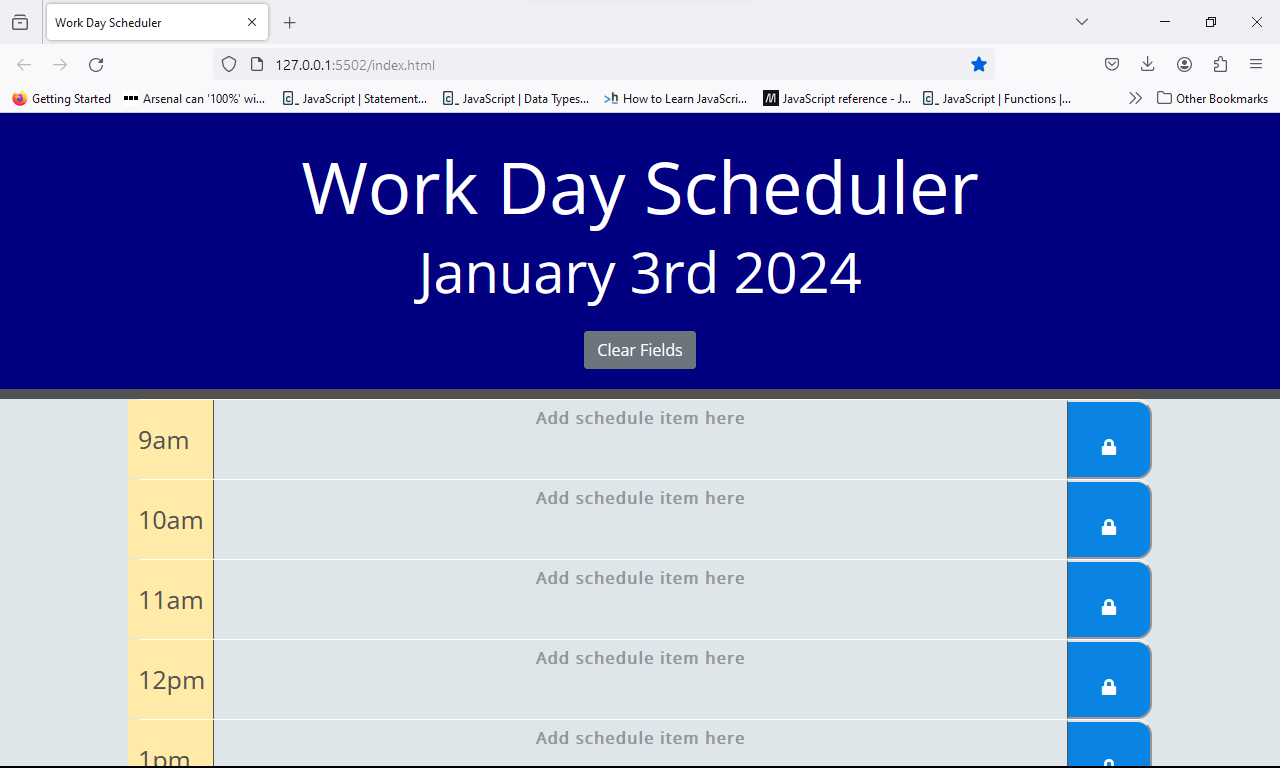 Work Day Scheduler
127.0.0.1:5502/index.html
Getting Started Arsenal can '100%' wi... JavaScript | Statement... JavaScript | Data Types... How to Learn JavaScri... JavaScript reference - J... JavaScript | Functions |... Other Bookmarks
Work Day Scheduler
January 3rd 2024
Clear Fields
9am Add schedule item here
10am Add schedule item here
11am Add schedule item here
12pm Add schedule item here
1pm Add schedule item here